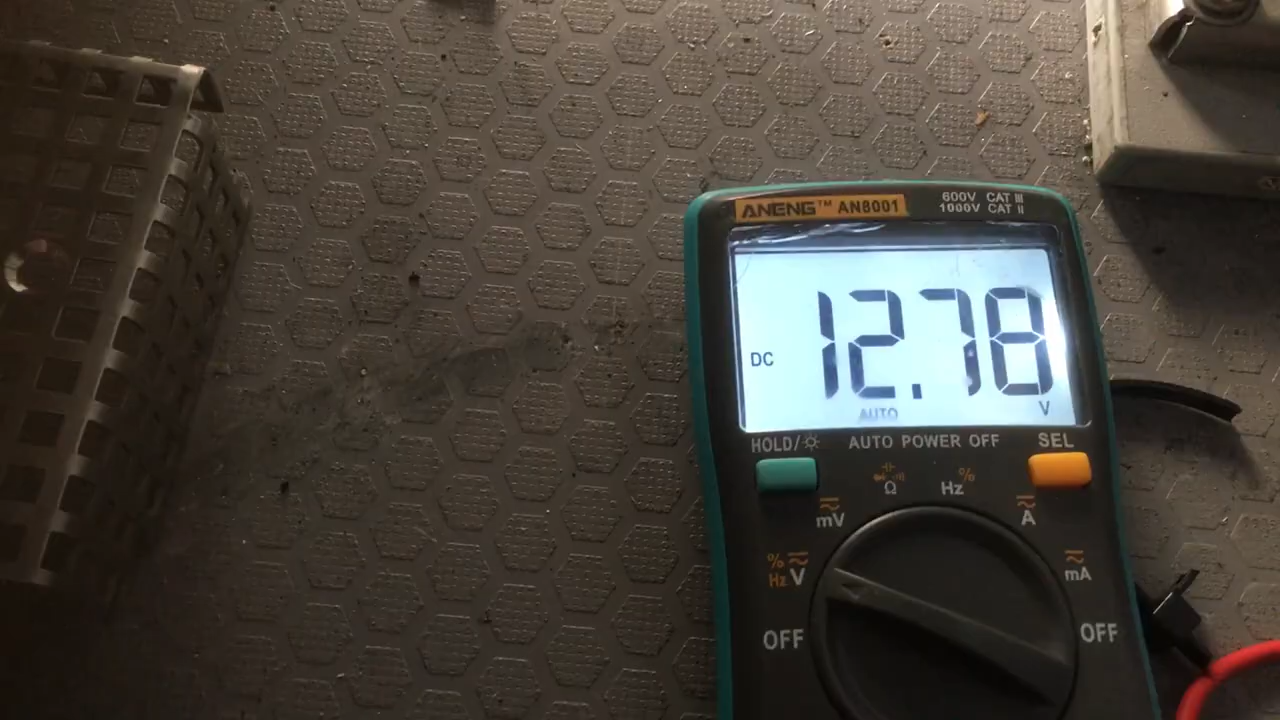 ANENG™ AN8001
600V CAT III
1000V CAT II
DC 12.78
AUTO V
HOLD/☼ AUTO POWER OFF SEL
Ω Hz %
mV A
% Hz V mA
OFF OFF